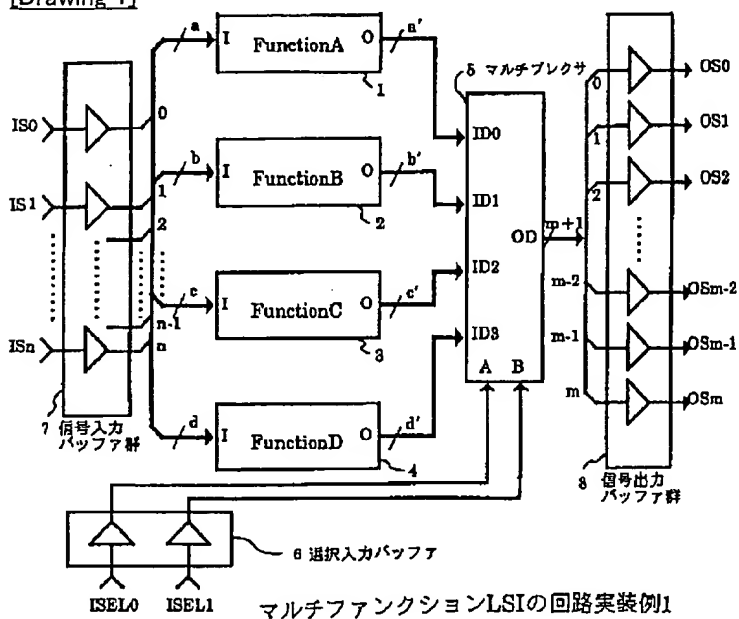 [Drawing 1]
a
I FunctionA O
a'
1
5 マルチプレクサ
IS0
0
ID0
0
OS0
b
I FunctionB O
b'
2
IS1
1
2
ID1
1
OS1
2
OS2
m+1
OD
c
I FunctionC O
c'
3
ID2
m-2
OSm-2
n-1
ISn
n
ID3
m-1
OSm-1
A B
m
OSm
d
I FunctionD O
d'
4
7 信号入力
バッファ群
8 信号出力
バッファ群
6 選択入力バッファ
ISEL0 ISEL1
マルチファンクションLSIの回路実装例1